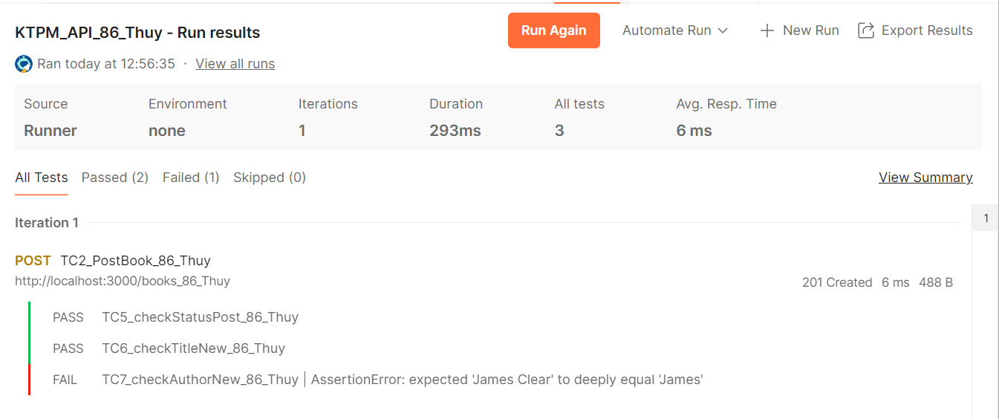 KTPM_API_86_Thuy - Run results
Run Again
Automate Run
New Run
Export Results
Ran today at 12:56:35 · View all runs
Source Environment Iterations Duration All tests Avg. Resp. Time
Runner none 1 293ms 3 6 ms
All Tests Passed (2) Failed (1) Skipped (0) View Summary
Iteration 1
1
POST TC2_PostBook_86_Thuy
http://localhost:3000/books_86_Thuy
201 Created 6 ms 488 B
PASS TC5_checkStatusPost_86_Thuy
PASS TC6_checkTitleNew_86_Thuy
FAIL TC7_checkAuthorNew_86_Thuy | AssertionError: expected 'James Clear' to deeply equal 'James'